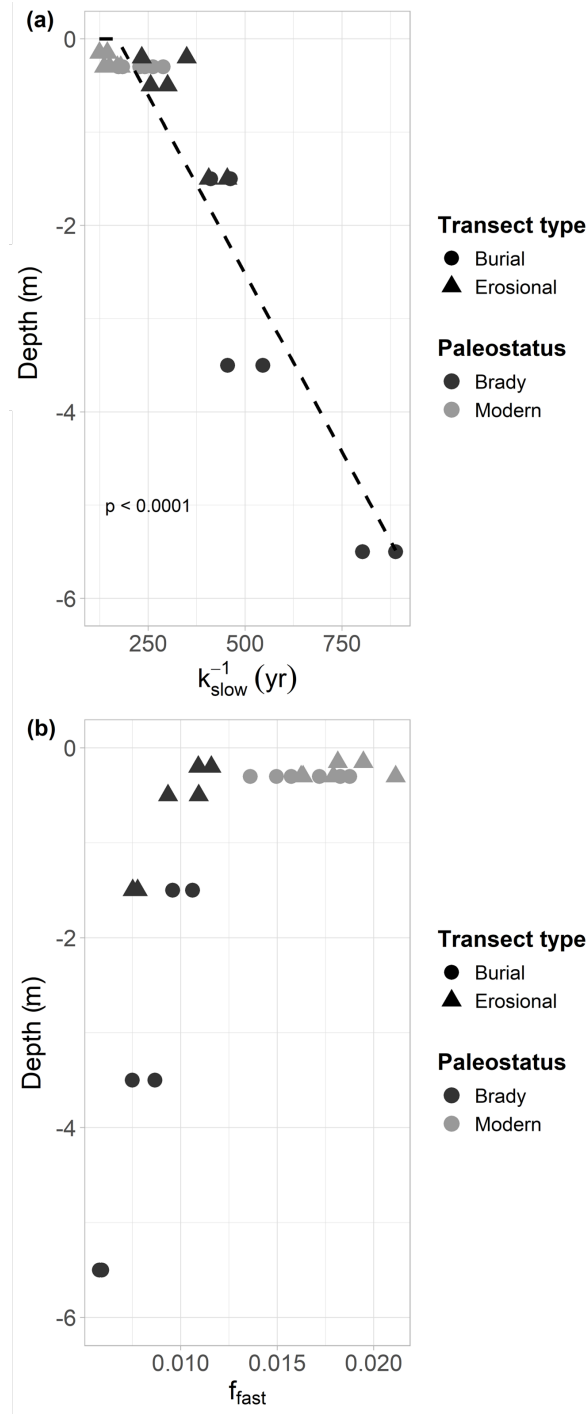 (a)
0
-2
-4
-6
Depth (m)
p < 0.0001
250 500 750
k⁻¹slow (yr)
Transect type
Burial
Erosional
Paleostatus
Brady
Modern
(b)
0
-2
-4
-6
Depth (m)
0.010 0.015 0.020
ffast
Transect type
Burial
Erosional
Paleostatus
Brady
Modern